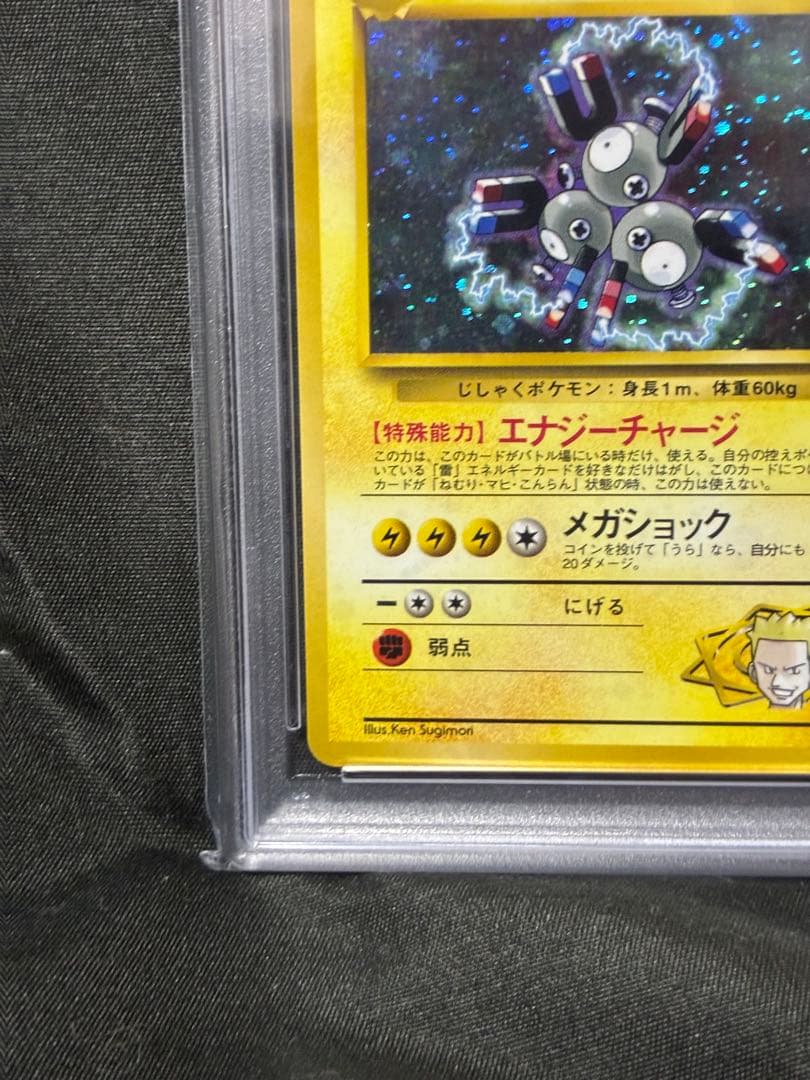 じしゃくポケモン：身長1m、体重60kg
【特殊能力】エナジーチャージ
この力は、このカードがバトル場にいる時だけ、使える。自分の控えポ
いている「雷」エネルギーカードを好きなだけはがし、このカードにつけ
カードが「ねむり・マヒ・こんらん」状態の時、この力は使えない。
メガショック
コインを投げて「うら」なら、自分にも
20ダメージ。
ー にげる
弱点
Illus.Ken Sugimori